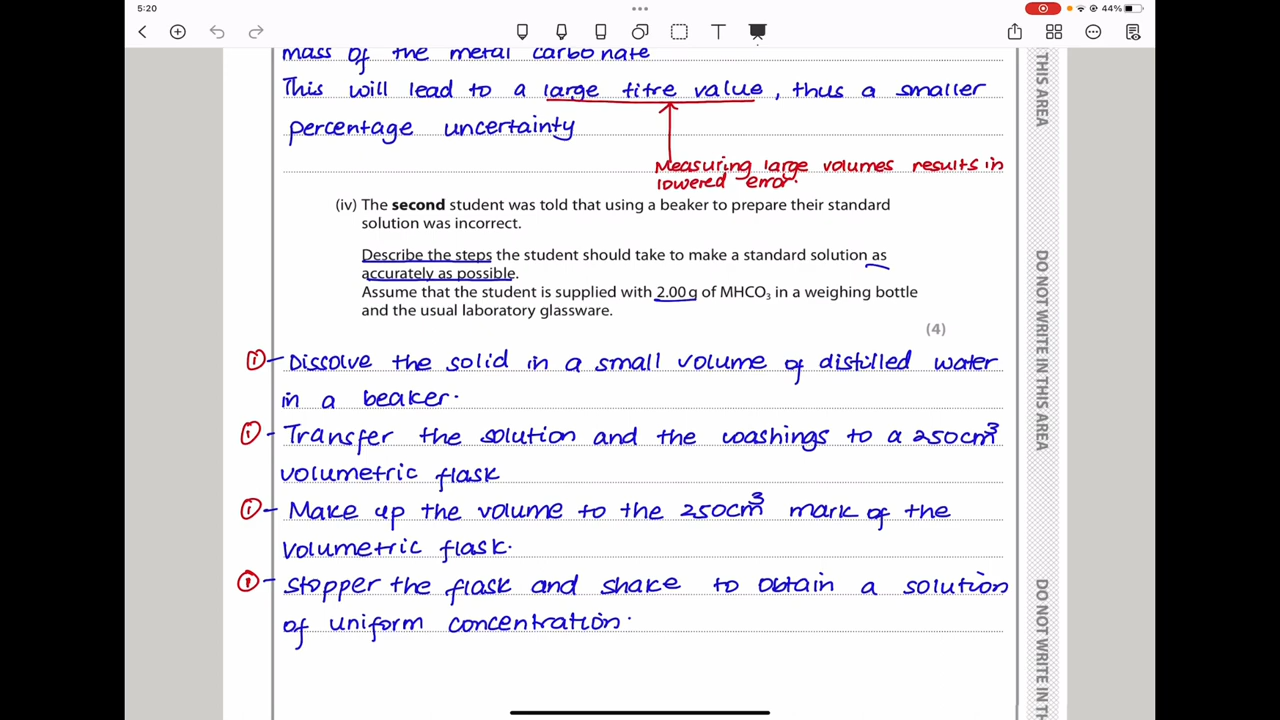 5:20
44%
T
mass of the metal carbonate
This will lead to a large titre value, thus a smaller
percentage uncertainty
Measuring large volumes results in
lowered error.
(iv) The second student was told that using a beaker to prepare their standard
solution was incorrect.
Describe the steps the student should take to make a standard solution as
accurately as possible.
Assume that the student is supplied with 2.00 g of MHCO₃ in a weighing bottle
and the usual laboratory glassware.
(4)
① - Dissolve the solid in a small volume of distilled water
in a beaker.
① - Transfer the solution and the washings to a 250cm³
volumetric flask
① - Make up the volume to the 250cm³ mark of the
volumetric flask.
① - Stopper the flask and shake to obtain a solution
of uniform concentration.
THIS AREA
DO NOT WRITE IN THIS AREA
DO NOT WRITE IN TH